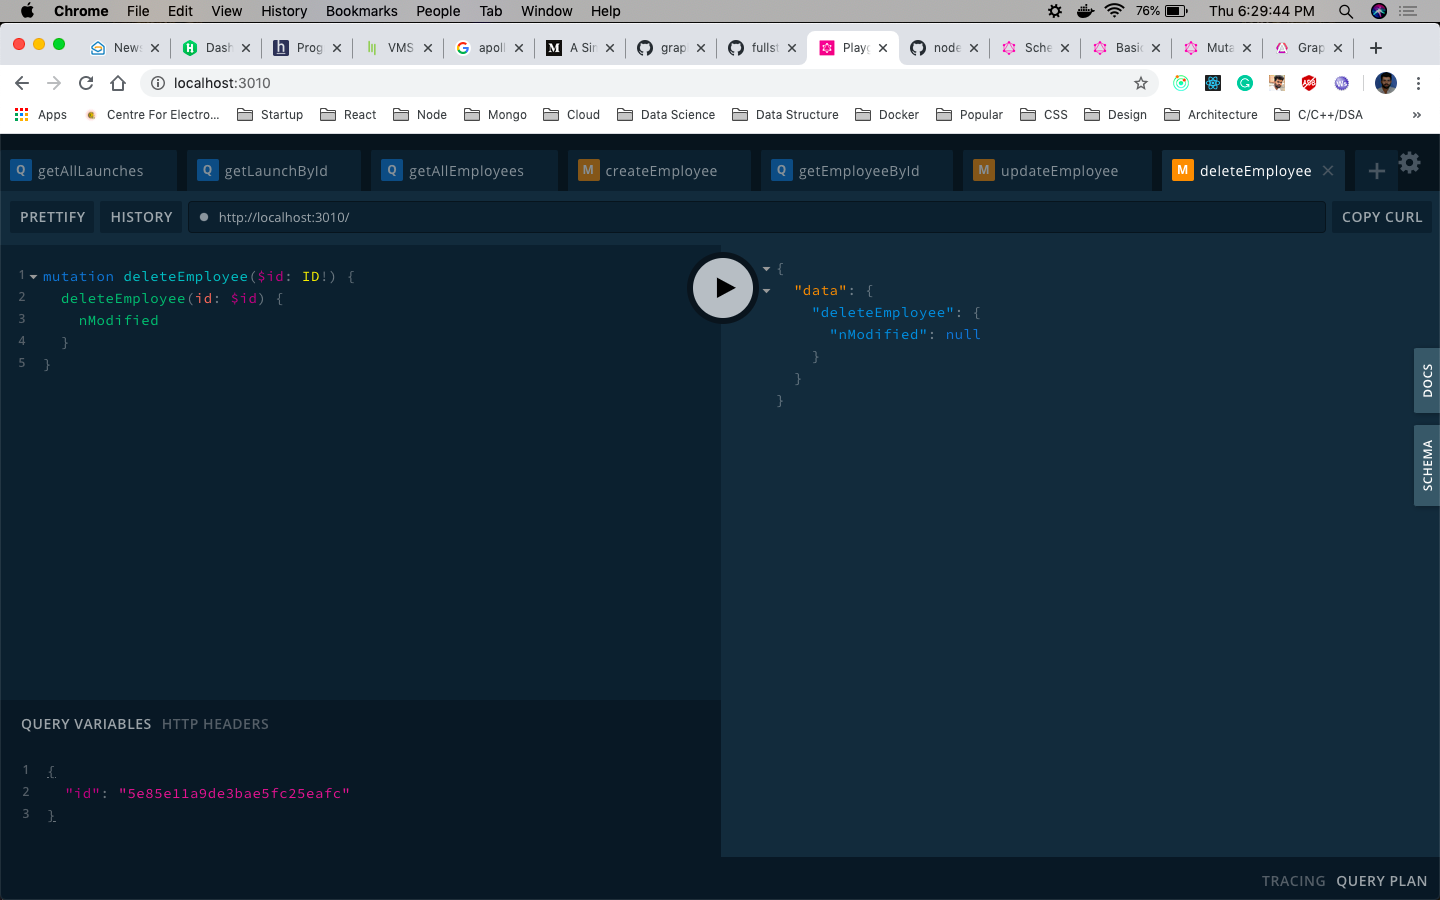 Chrome File Edit View History Bookmarks People Tab Window Help 76% Thu 6:29:44 PM
News Dash Prog VMS apoll A Sim grap fullst Play node Sche Basi Muta Grap
localhost:3010
Apps Centre For Electro... Startup React Node Mongo Cloud Data Science Data Structure Docker Popular CSS Design Architecture C/C++/DSA »
Q getAllLaunches Q getLaunchById Q getAllEmployees M createEmployee Q getEmployeeById M updateEmployee M deleteEmployee
PRETTIFY HISTORY http://localhost:3010/ COPY CURL
1 mutation deleteEmployee($id: ID!) {
2 deleteEmployee(id: $id) {
3 nModified
4 }
5 }
{
"data": {
"deleteEmployee": {
"nModified": null
}
}
}
DOCS
SCHEMA
QUERY VARIABLES HTTP HEADERS
1 {
2 "id": "5e85e11a9de3bae5fc25eafc"
3 }
TRACING QUERY PLAN